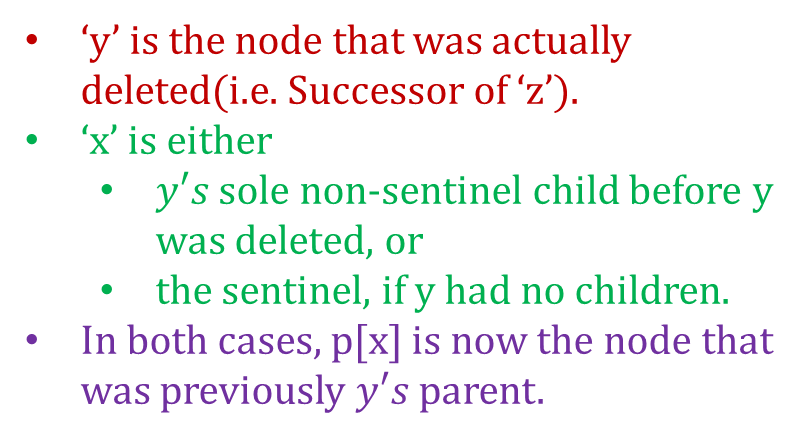 • ‘y’ is the node that was actually
deleted(i.e. Successor of ‘z’).
• ‘x’ is either
• y′s sole non-sentinel child before y
was deleted, or
• the sentinel, if y had no children.
• In both cases, p[x] is now the node that
was previously y′s parent.